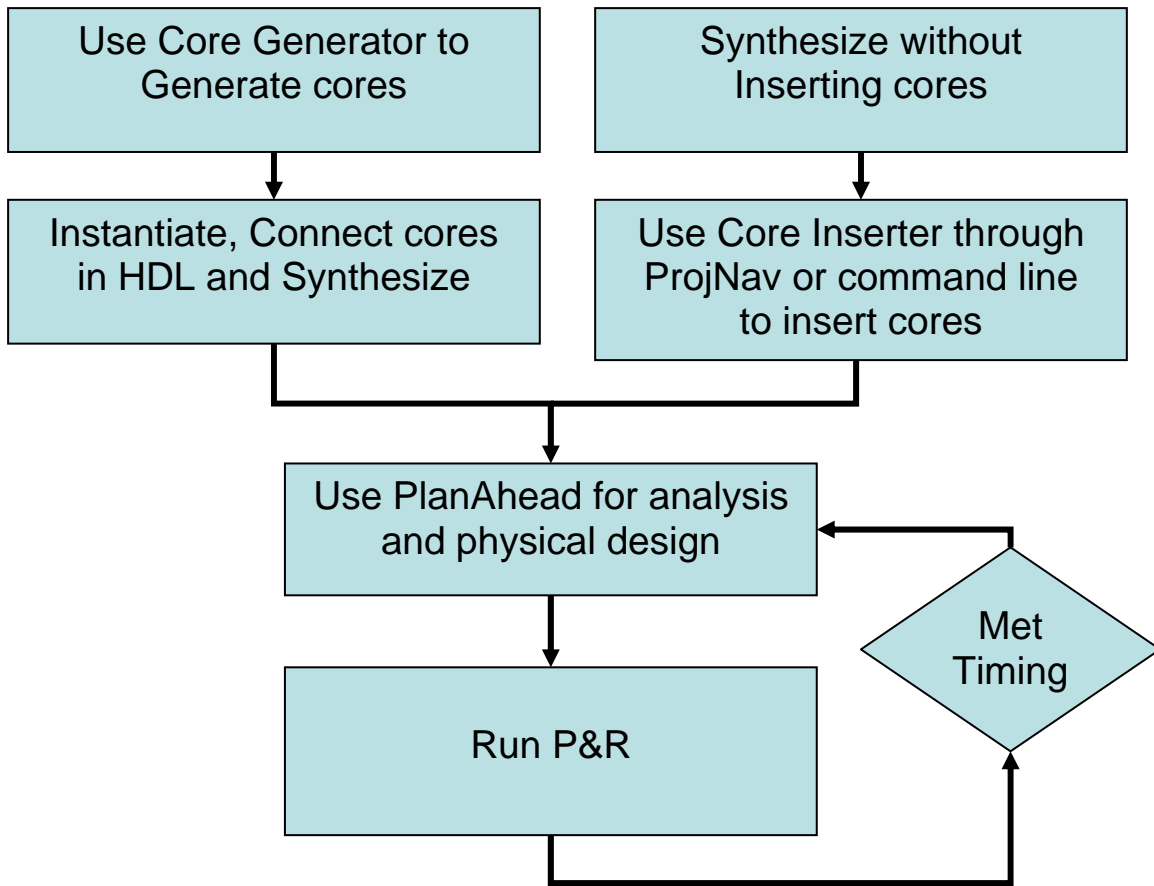 Use Core Generator to
Generate cores
Synthesize without
Inserting cores
Instantiate, Connect cores
in HDL and Synthesize
Use Core Inserter through
ProjNav or command line
to insert cores
Use PlanAhead for analysis
and physical design
Met
Timing
Run P&R